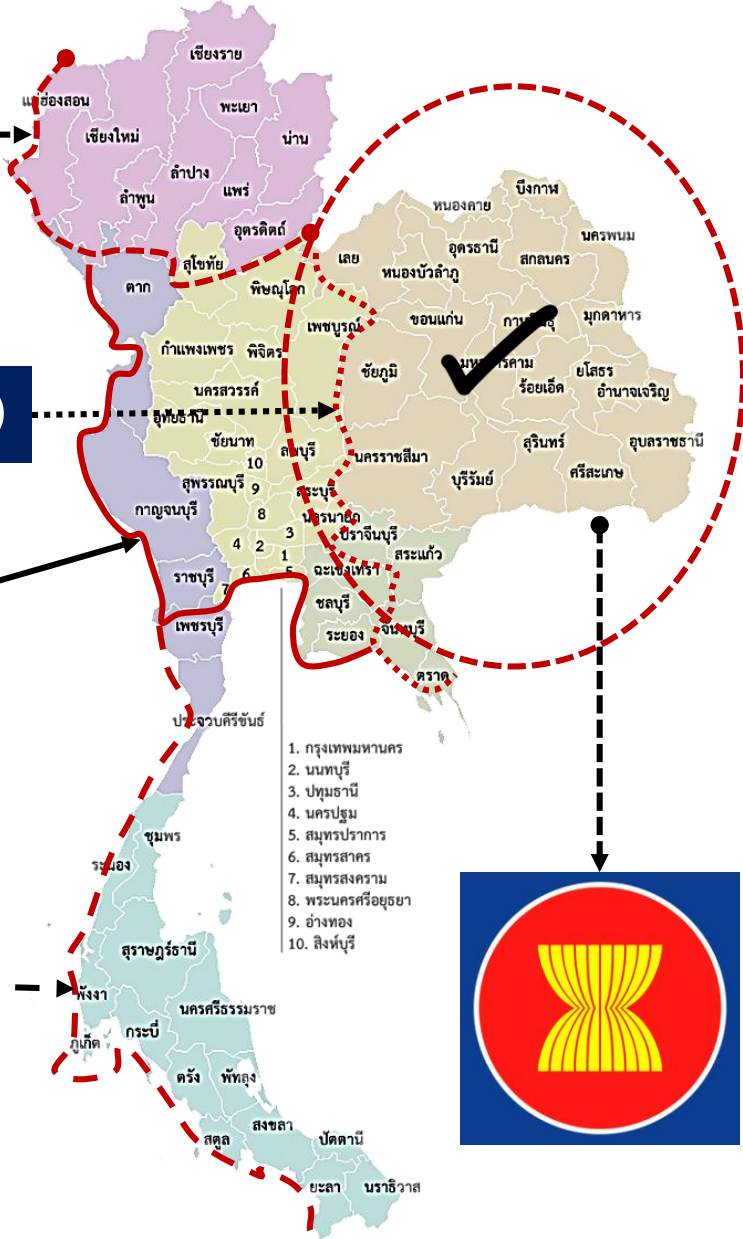 เชียงราย
แม่ฮ่องสอน
พะเยา
เชียงใหม่
น่าน
ลำปาง
แพร่
ลำพูน
อุตรดิตถ์
สุโขทัย
ตาก
พิษณุโลก
เพชบูรณ์
กำแพงเพชร
พิจิตร
นครสวรรค์
อุทยธานี
ชัยนาท
ลพบุรี
10
สุพรรณบุรี
9
สระบุรี
8
นครนายก
กาญจนบุรี
3
4
2
1
5
6
7
ราชบุรี
เพชรบุรี
ประจวบคีรีขันธ์
บึงกาฬ
หนองคาย
นครพนม
เลย
อุดรธานี
สกลนคร
หนองบัวลำภู
ขอนแก่น
มุกดาหาร
ชัยภูมิ
ยโสธร
ร้อยเอ็ด
อำนาจเจริญ
นครราชสีมา
สุรินทร์
อุบลราชธานี
บุรีรัมย์
ศรีสะเกษ
ปราจีนบุรี
สระแก้ว
ฉะเชิงเทรา
ชลบุรี
ระยอง
จันทบุรี
ตราด
1. กรุงเทพมหานคร
2. นนทบุรี
3. ปทุมธานี
4. นครปฐม
5. สมุทรปราการ
6. สมุทรสาคร
7. สมุทรสงคราม
8. พระนครศรีอยุธยา
9. อ่างทอง
10. สิงห์บุรี
ชุมพร
ระนอง
สุราษฎร์ธานี
พังงา
นครศรีธรรมราช
กระบี่
ภูเก็ต
ตรัง
พัทลุง
สงขลา
สตูล
ปัตตานี
ยะลา
นราธิวาส